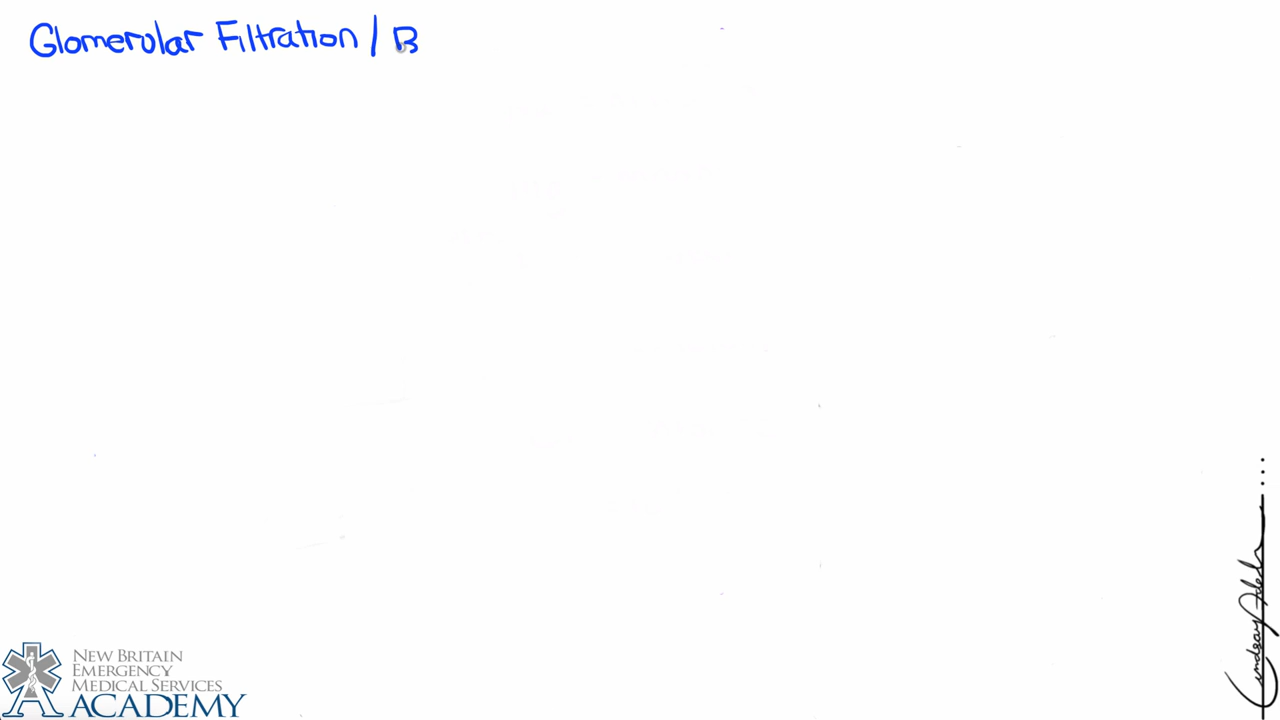 Glomerular Filtration / B
NEW BRITAIN
EMERGENCY
MEDICAL SERVICES
ACADEMY